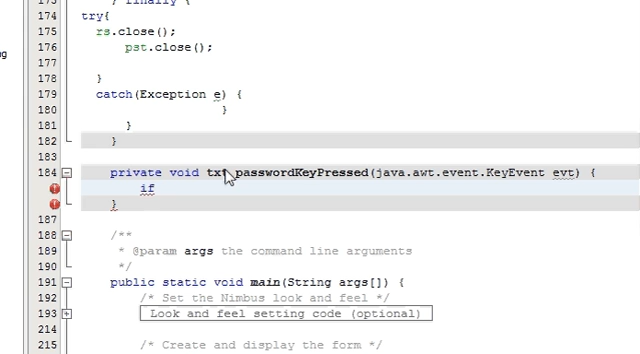 173 } finally {
174 try{
175 rs.close();
176 pst.close();
177
178 }
179 catch(Exception e) {
180 }
181 }
182 }
183
184 private void txt_passwordKeyPressed(java.awt.event.KeyEvent evt) {
if
}
187
188 /**
189 * @param args the command line arguments
190 */
191 public static void main(String args[]) {
192 /* Set the Nimbus look and feel */
193 Look and feel setting code (optional)
214
215 /* Create and display the form */